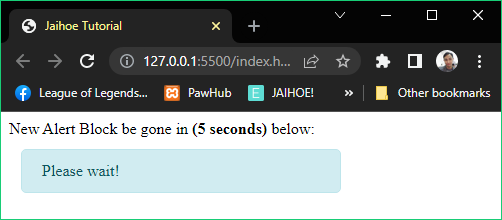 Jaihoe Tutorial
127.0.0.1:5500/index.h...
League of Legends...
PawHub
JAIHOE!
Other bookmarks
New Alert Block be gone in (5 seconds) below:
Please wait!